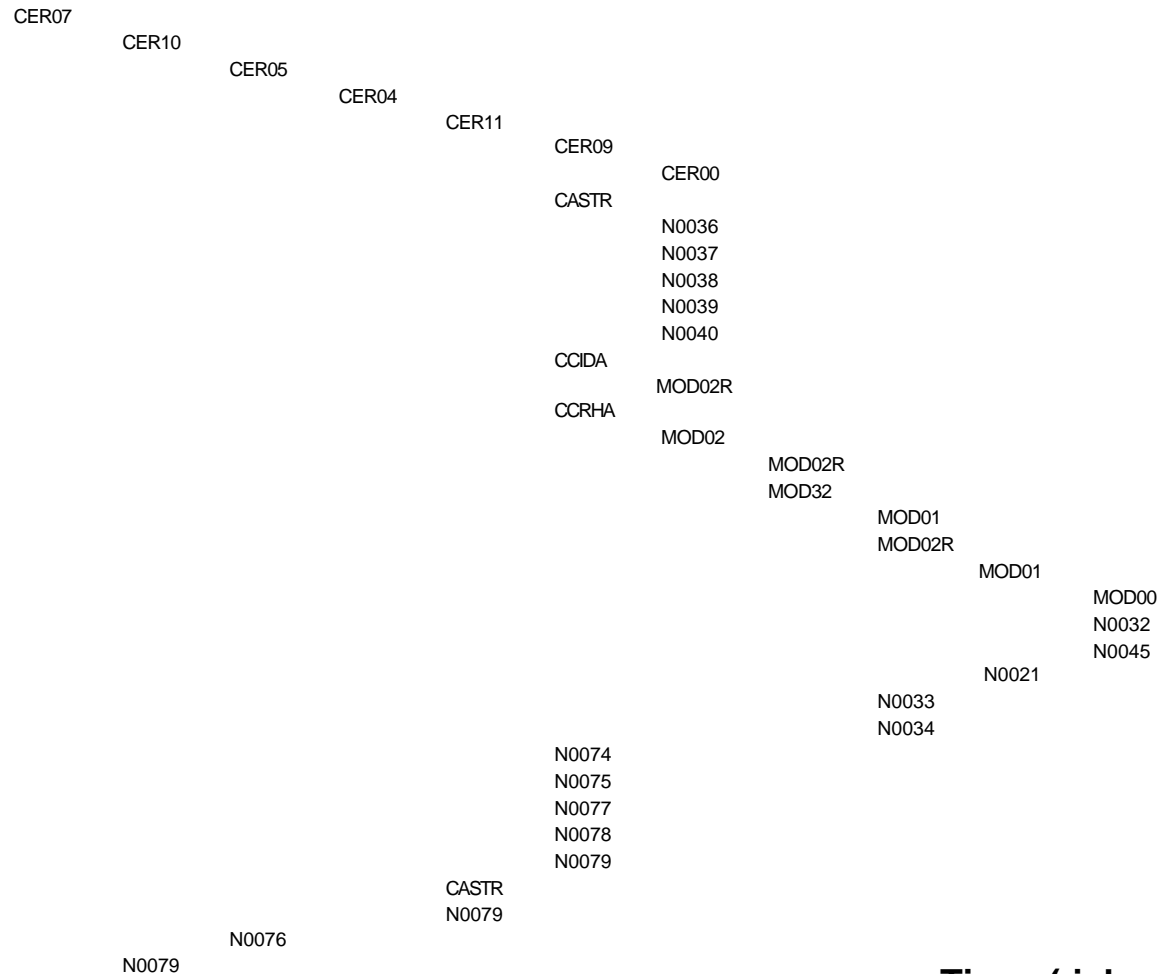 CER07
CER10
CER05
CER04
CER11
CER09
CER00
CASTR
N0036
N0037
N0038
N0039
N0040
CCIDA
MOD02R
CCRHA
MOD02
MOD02R
MOD32
MOD01
MOD02R
MOD01
MOD00
N0032
N0045
N0021
N0033
N0034
N0074
N0075
N0077
N0078
N0079
CASTR
N0079
N0076
N0079